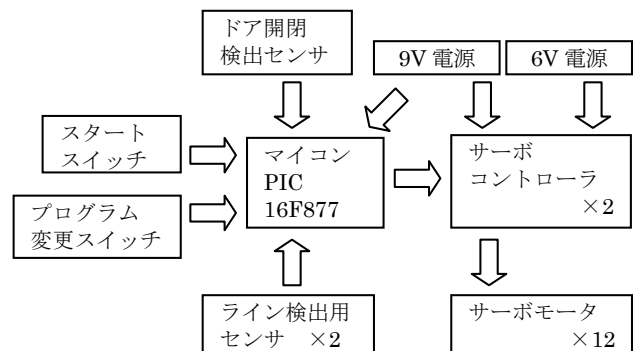 ドア開閉
検出センサ
9V 電源
6V 電源
スタート
スイッチ
マイコン
PIC
16F877
サーボ
コントローラ
×2
プログラム
変更スイッチ
ライン検出用
センサ ×2
サーボモータ
×12